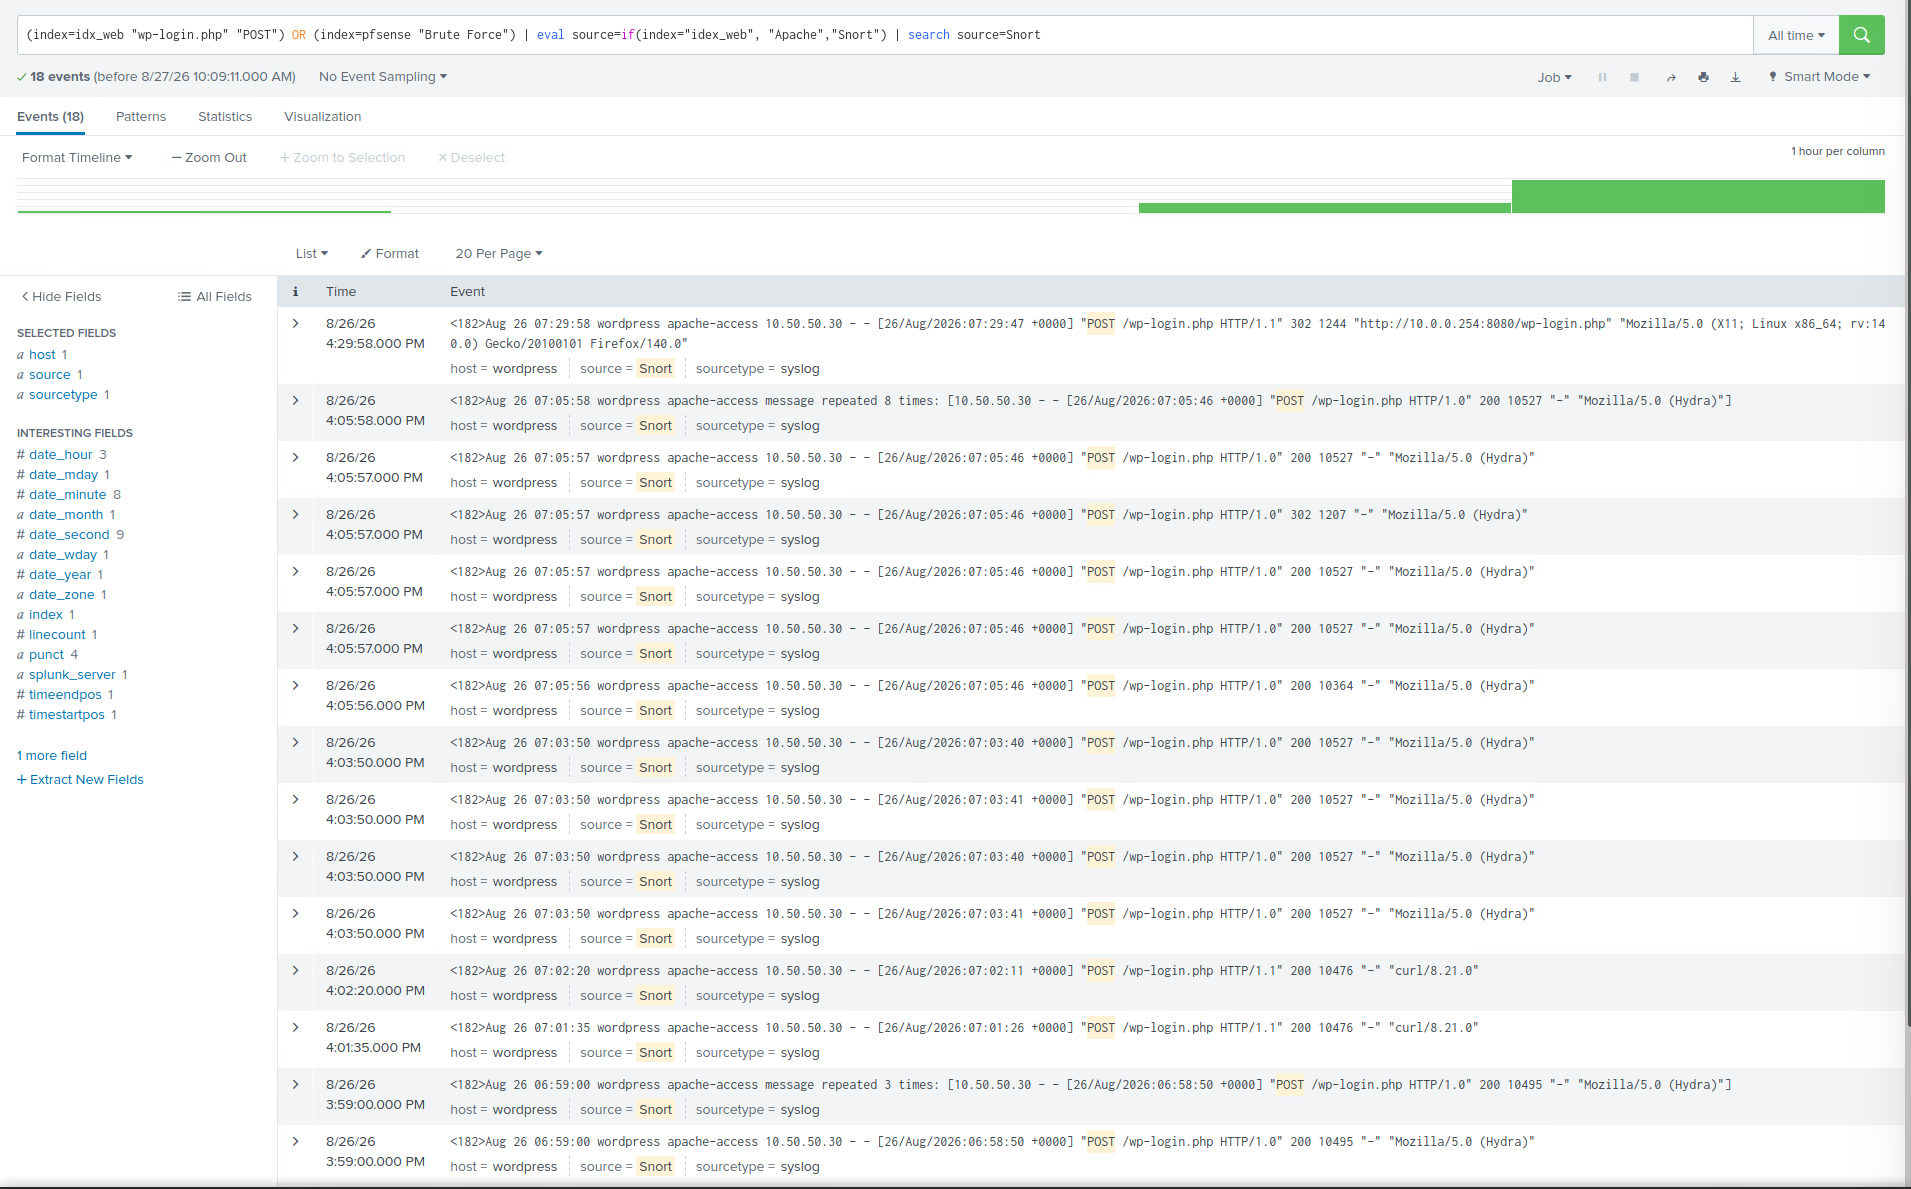 (index=idx_web "wp-login.php" "POST") OR (index=pfsense "Brute Force") | eval source=if(index="idex_web", "Apache","Snort") | search source=Snort
All time
18 events (before 8/27/26 10:09:11.000 AM)
No Event Sampling
Job
Smart Mode
Events (18)
Patterns
Statistics
Visualization
Format Timeline
— Zoom Out
+ Zoom to Selection
× Deselect
1 hour per column
List
Format
20 Per Page
Hide Fields
All Fields
i
Time
Event
SELECTED FIELDS
a host 1
a source 1
a sourcetype 1
INTERESTING FIELDS
# date_hour 3
# date_mday 1
# date_minute 8
a date_month 1
# date_second 9
a date_wday 1
# date_year 1
a date_zone 1
a index 1
# linecount 1
a punct 4
a splunk_server 1
# timeendpos 1
# timestartpos 1
1 more field
+ Extract New Fields
8/26/26
4:29:58.000 PM
<182>Aug 26 07:29:58 wordpress apache-access 10.50.50.30 - - [26/Aug/2026:07:29:47 +0000] "POST /wp-login.php HTTP/1.1" 302 1244 "http://10.0.0.254:8080/wp-login.php" "Mozilla/5.0 (X11; Linux x86_64; rv:14
0.0) Gecko/20100101 Firefox/140.0"
host = wordpress source = Snort sourcetype = syslog
8/26/26
4:05:58.000 PM
<182>Aug 26 07:05:58 wordpress apache-access message repeated 8 times: [10.50.50.30 - - [26/Aug/2026:07:05:46 +0000] "POST /wp-login.php HTTP/1.0" 200 10527 "-" "Mozilla/5.0 (Hydra)"]
host = wordpress source = Snort sourcetype = syslog
8/26/26
4:05:57.000 PM
<182>Aug 26 07:05:57 wordpress apache-access 10.50.50.30 - - [26/Aug/2026:07:05:46 +0000] "POST /wp-login.php HTTP/1.0" 200 10527 "-" "Mozilla/5.0 (Hydra)"
host = wordpress source = Snort sourcetype = syslog
8/26/26
4:05:57.000 PM
<182>Aug 26 07:05:57 wordpress apache-access 10.50.50.30 - - [26/Aug/2026:07:05:46 +0000] "POST /wp-login.php HTTP/1.0" 302 1207 "-" "Mozilla/5.0 (Hydra)"
host = wordpress source = Snort sourcetype = syslog
8/26/26
4:05:57.000 PM
<182>Aug 26 07:05:57 wordpress apache-access 10.50.50.30 - - [26/Aug/2026:07:05:46 +0000] "POST /wp-login.php HTTP/1.0" 200 10527 "-" "Mozilla/5.0 (Hydra)"
host = wordpress source = Snort sourcetype = syslog
8/26/26
4:05:57.000 PM
<182>Aug 26 07:05:57 wordpress apache-access 10.50.50.30 - - [26/Aug/2026:07:05:46 +0000] "POST /wp-login.php HTTP/1.0" 200 10527 "-" "Mozilla/5.0 (Hydra)"
host = wordpress source = Snort sourcetype = syslog
8/26/26
4:05:56.000 PM
<182>Aug 26 07:05:56 wordpress apache-access 10.50.50.30 - - [26/Aug/2026:07:05:46 +0000] "POST /wp-login.php HTTP/1.0" 200 10364 "-" "Mozilla/5.0 (Hydra)"
host = wordpress source = Snort sourcetype = syslog
8/26/26
4:03:50.000 PM
<182>Aug 26 07:03:50 wordpress apache-access 10.50.50.30 - - [26/Aug/2026:07:03:40 +0000] "POST /wp-login.php HTTP/1.0" 200 10527 "-" "Mozilla/5.0 (Hydra)"
host = wordpress source = Snort sourcetype = syslog
8/26/26
4:03:50.000 PM
<182>Aug 26 07:03:50 wordpress apache-access 10.50.50.30 - - [26/Aug/2026:07:03:41 +0000] "POST /wp-login.php HTTP/1.0" 200 10527 "-" "Mozilla/5.0 (Hydra)"
host = wordpress source = Snort sourcetype = syslog
8/26/26
4:03:50.000 PM
<182>Aug 26 07:03:50 wordpress apache-access 10.50.50.30 - - [26/Aug/2026:07:03:40 +0000] "POST /wp-login.php HTTP/1.0" 200 10527 "-" "Mozilla/5.0 (Hydra)"
host = wordpress source = Snort sourcetype = syslog
8/26/26
4:03:50.000 PM
<182>Aug 26 07:03:50 wordpress apache-access 10.50.50.30 - - [26/Aug/2026:07:03:41 +0000] "POST /wp-login.php HTTP/1.0" 200 10527 "-" "Mozilla/5.0 (Hydra)"
host = wordpress source = Snort sourcetype = syslog
8/26/26
4:02:20.000 PM
<182>Aug 26 07:02:20 wordpress apache-access 10.50.50.30 - - [26/Aug/2026:07:02:11 +0000] "POST /wp-login.php HTTP/1.1" 200 10476 "-" "curl/8.21.0"
host = wordpress source = Snort sourcetype = syslog
8/26/26
4:01:35.000 PM
<182>Aug 26 07:01:35 wordpress apache-access 10.50.50.30 - - [26/Aug/2026:07:01:26 +0000] "POST /wp-login.php HTTP/1.1" 200 10476 "-" "curl/8.21.0"
host = wordpress source = Snort sourcetype = syslog
8/26/26
3:59:00.000 PM
<182>Aug 26 06:59:00 wordpress apache-access message repeated 3 times: [10.50.50.30 - - [26/Aug/2026:06:58:50 +0000] "POST /wp-login.php HTTP/1.0" 200 10495 "-" "Mozilla/5.0 (Hydra)"]
host = wordpress source = Snort sourcetype = syslog
8/26/26
3:59:00.000 PM
<182>Aug 26 06:59:00 wordpress apache-access 10.50.50.30 - - [26/Aug/2026:06:58:50 +0000] "POST /wp-login.php HTTP/1.0" 200 10495 "-" "Mozilla/5.0 (Hydra)"
host = wordpress source = Snort sourcetype = syslog